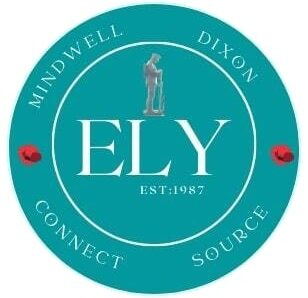 MINDWELL DIXON
ELY
EST:1987
CONNECT SOURCE